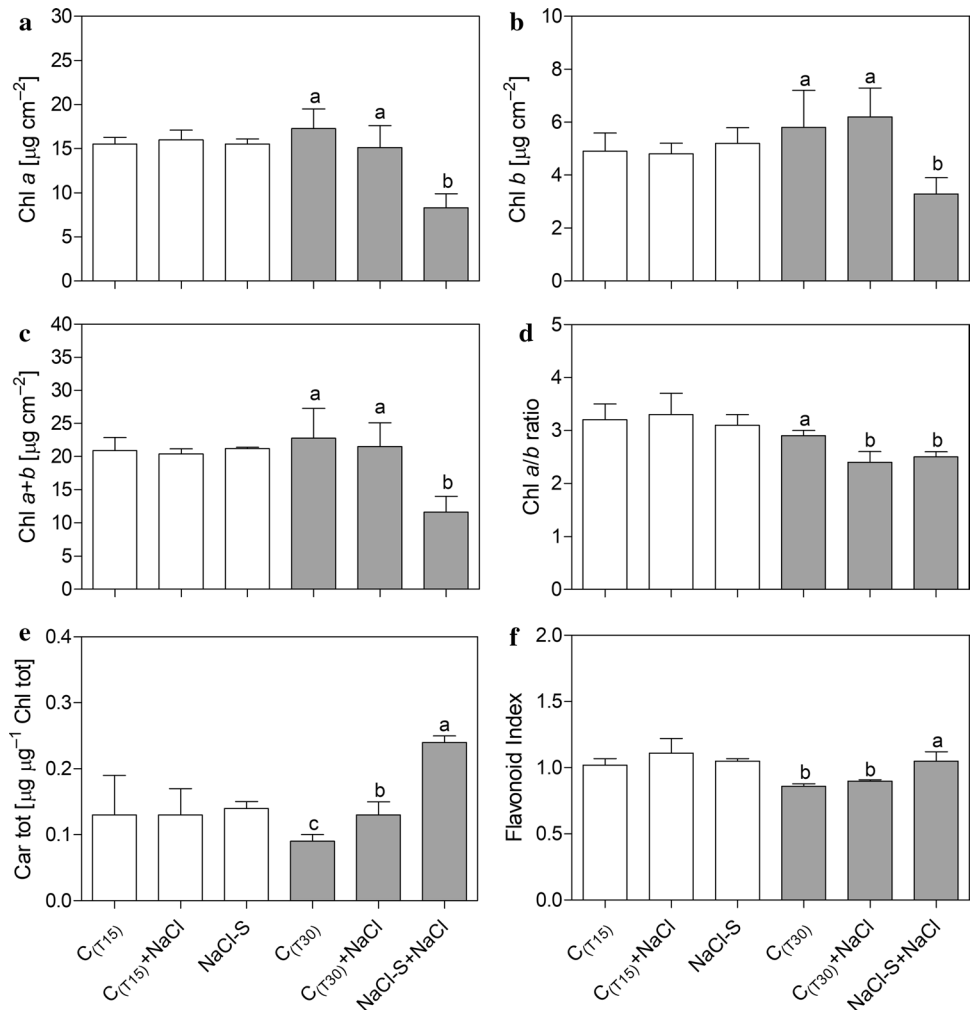 a
Chl a [µg cm⁻²]
30
25
20
15
10
5
0
a
a
b
b
Chl b [µg cm⁻²]
10
8
6
4
2
0
a
a
b
c
Chl a+b [µg cm⁻²]
40
35
30
25
20
15
10
5
0
a
a
b
d
Chl a/b ratio
5
4
3
2
1
0
a
b
b
e
Car tot [µg µg⁻¹ Chl tot]
0.4
0.3
0.2
0.1
0.0
c
b
a
C(T15)
C(T15)+NaCl
NaCl-S
C(T30)
C(T30)+NaCl
NaCl-S+NaCl
f
Flavonoid Index
2.0
1.5
1.0
0.5
0.0
b
b
a
C(T15)
C(T15)+NaCl
NaCl-S
C(T30)
C(T30)+NaCl
NaCl-S+NaCl